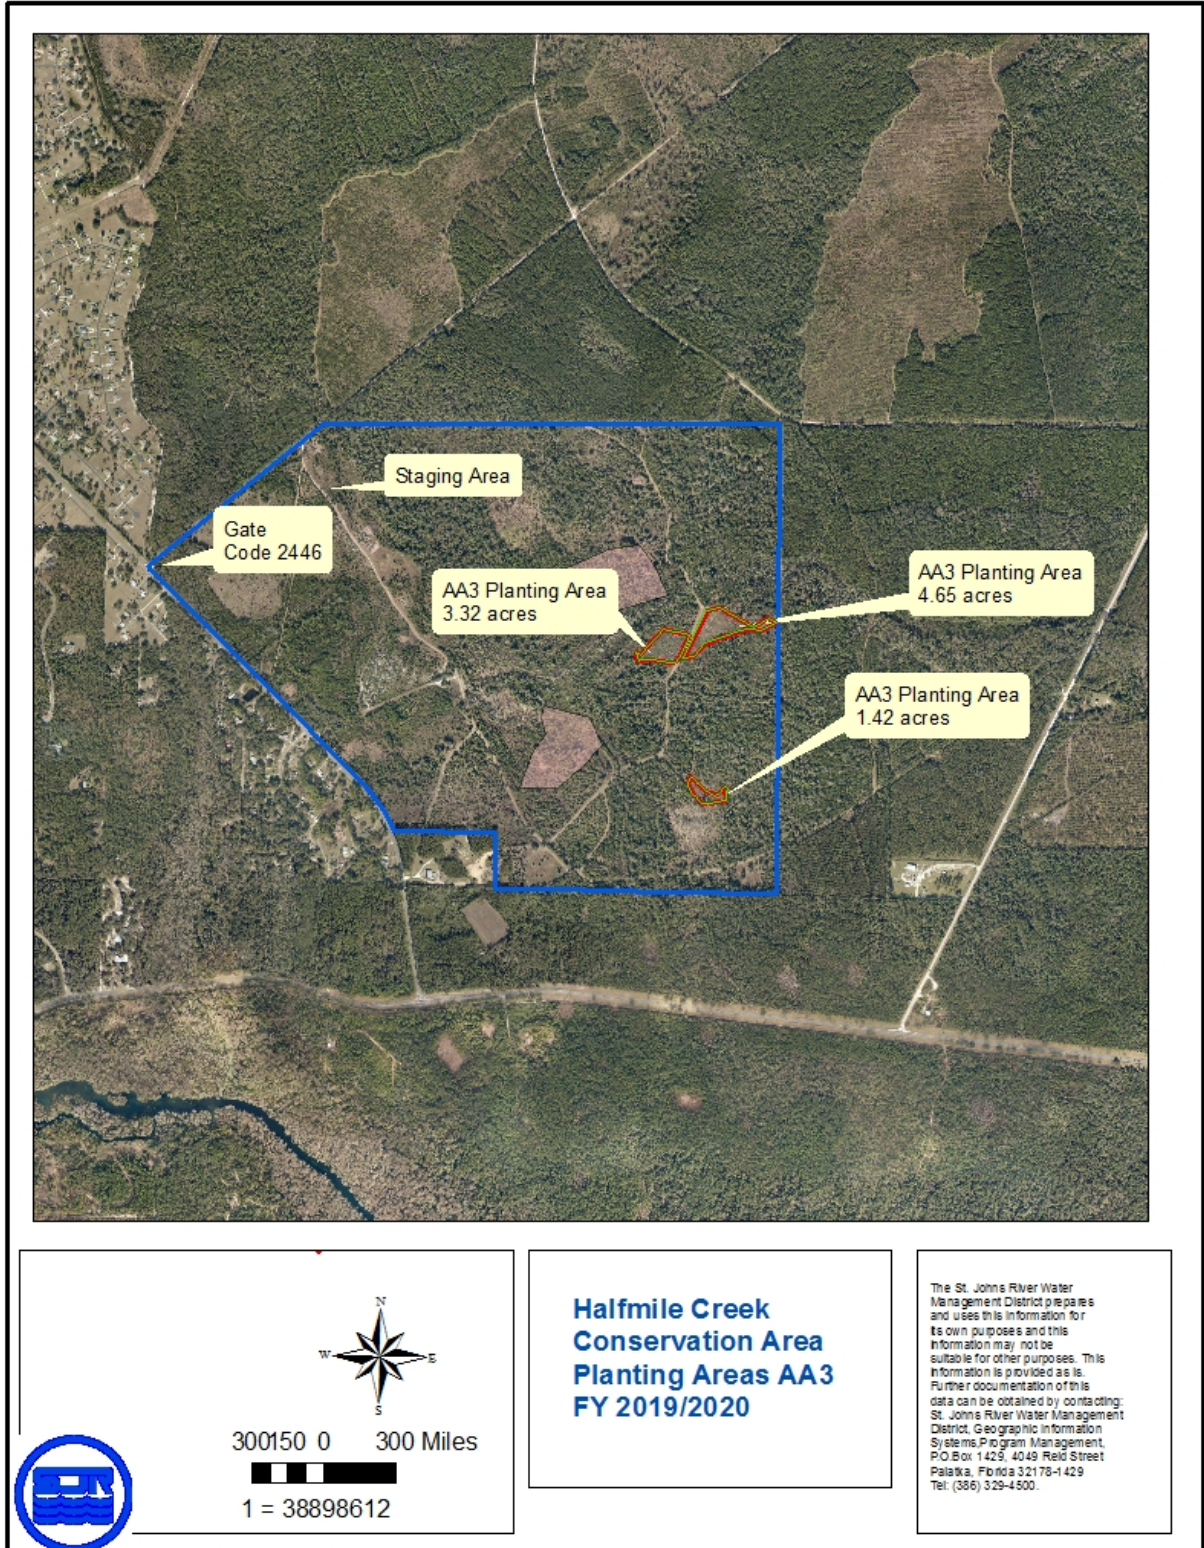 Staging Area
Gate
Code 2446
AA3 Planting Area
3.32 acres
AA3 Planting Area
4.65 acres
AA3 Planting Area
1.42 acres
N
W
E
S
300150 0 300 Miles
1 = 38898612
SJR
Halfmile Creek
Conservation Area
Planting Areas AA3
FY 2019/2020
The St. Johns River Water
Management District prepares
and uses this information for
its own purposes and this
information may not be
suitable for other purposes. This
information is provided as is.
Further documentation of this
data can be obtained by contacting:
St. Johns River Water Management
District, Geographic Information
Systems,Program Management,
P.O.Box 1429, 4049 Reid Street
Palatka, Florida 32178-1429
Tel: (386) 329-4500.